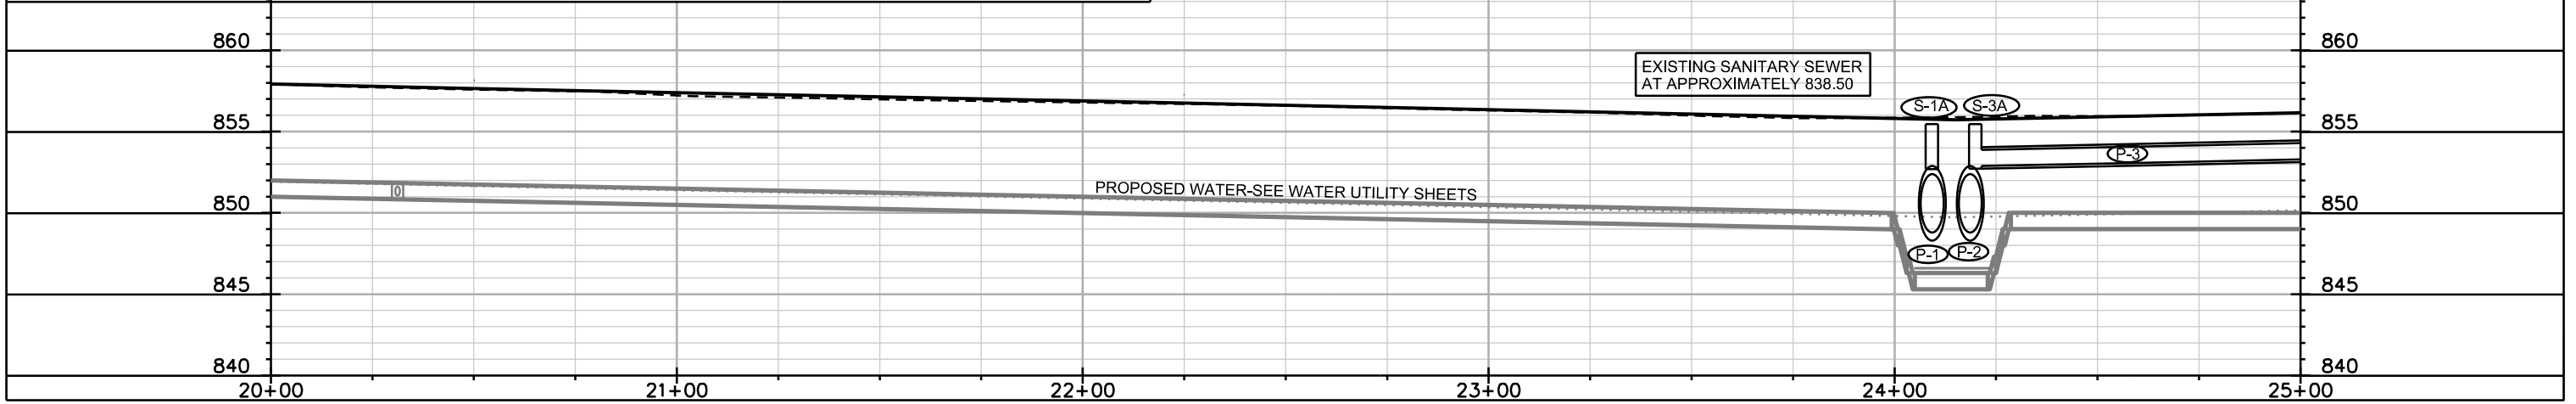 860
860
EXISTING SANITARY SEWER
AT APPROXIMATELY 838.50
S-1A
S-3A
855
855
P-3
PROPOSED WATER-SEE WATER UTILITY SHEETS
850
850
P-1
P-2
845
845
840
840
20+00
21+00
22+00
23+00
24+00
25+00